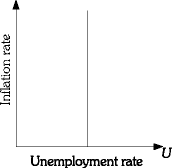 Inflation rate
U
Unemployment rate